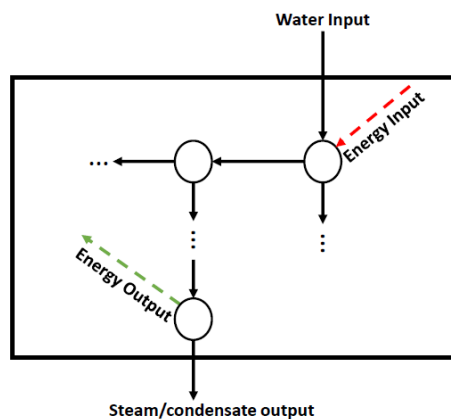 Water Input
Energy Input
...
...
...
Energy Output
Steam/condensate output